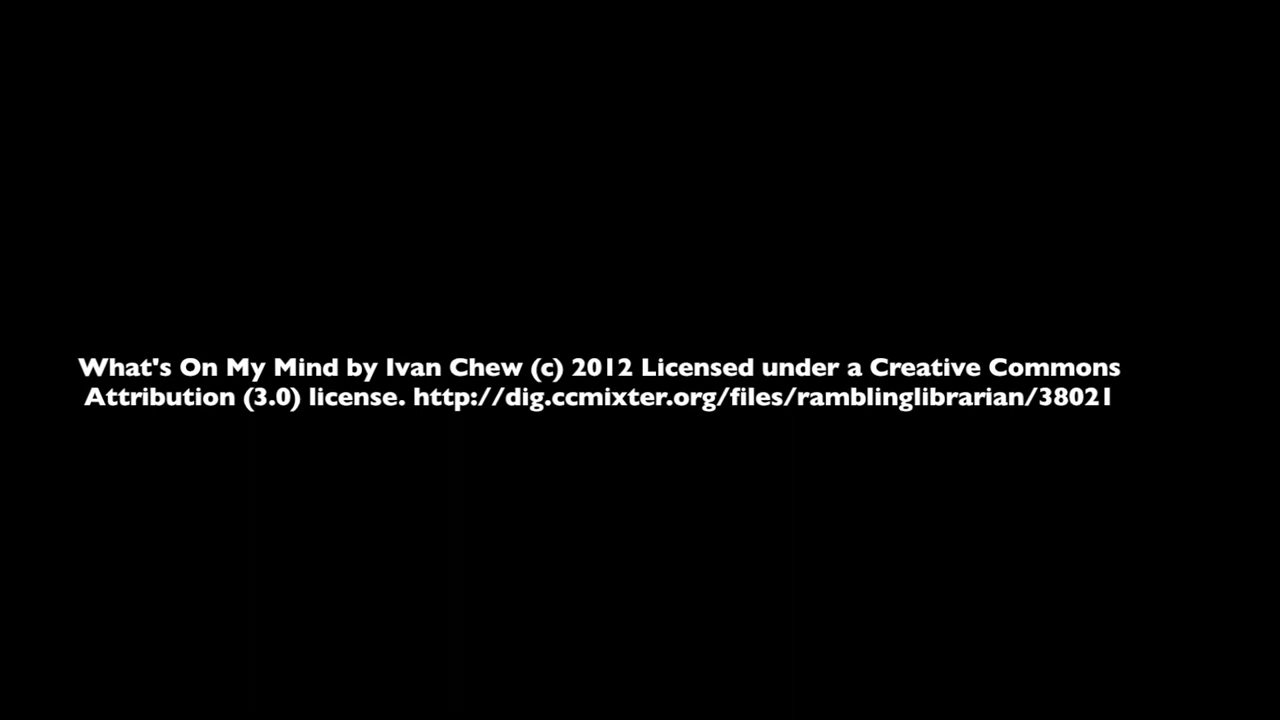 What's On My Mind by Ivan Chew (c) 2012 Licensed under a Creative Commons
Attribution (3.0) license. http://dig.ccmixter.org/files/ramblinglibrarian/38021